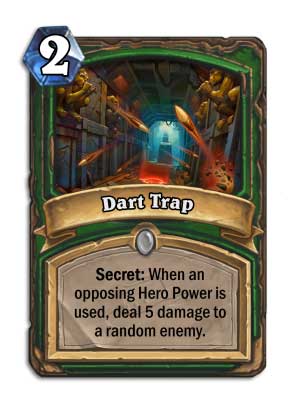 2
Dart Trap
Secret: When an
opposing Hero Power is
used, deal 5 damage to
a random enemy.